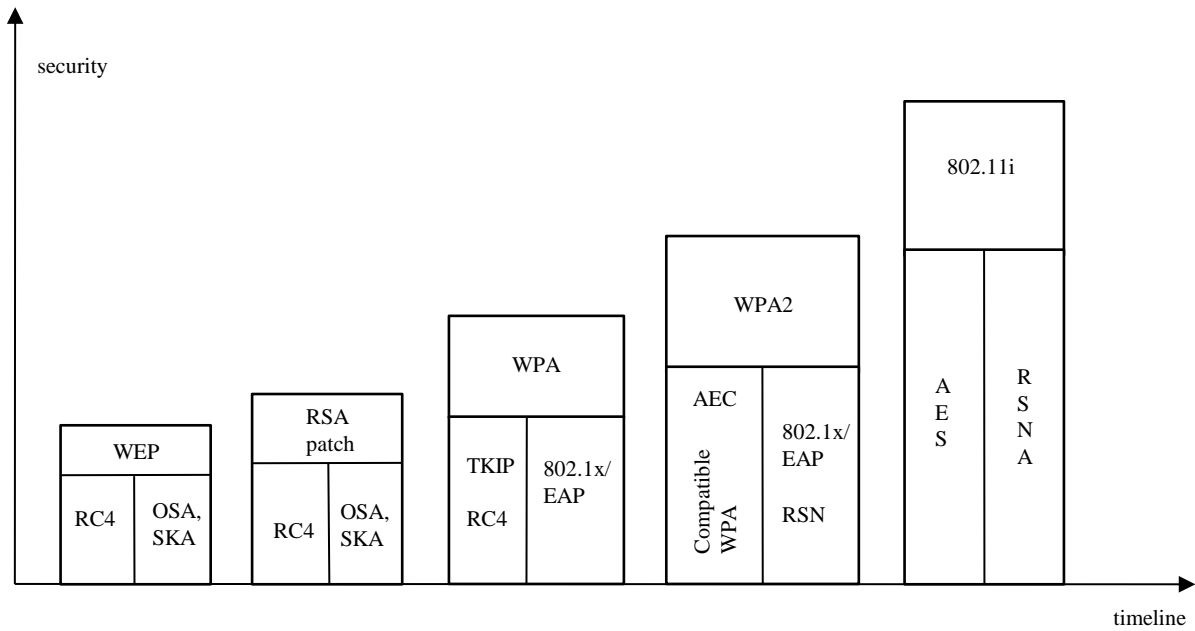 security
WEP
RC4
OSA,
SKA
RSA
patch
RC4
OSA,
SKA
WPA
TKIP
RC4
802.1x/
EAP
WPA2
AEC
Compatible
WPA
802.1x/
EAP
RSN
802.11i
A
E
S
R
S
N
A
timeline